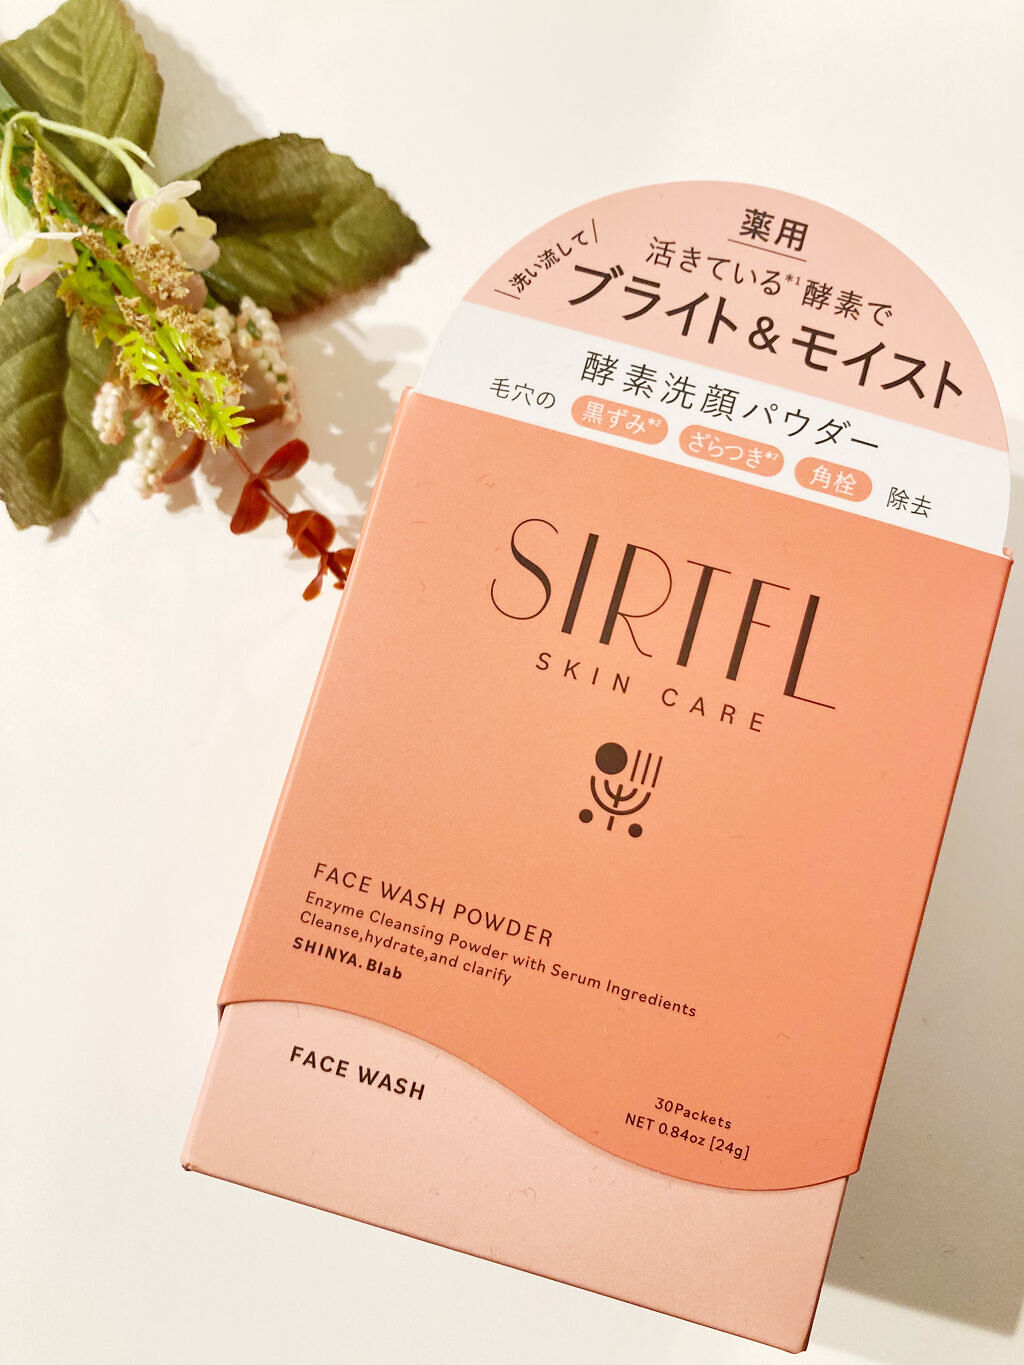 薬用
\洗い流して/
活きている*1酵素で
ブライト&モイスト
酵素洗顔パウダー
毛穴の 黒ずみ*2 ざらつき*2 角栓 除去
SIRTFL
SKIN CARE
FACE WASH POWDER
Enzyme Cleansing Powder with Serum Ingredients
Cleanse,hydrate,and clarify
SHINYA.Blab
FACE WASH
30Packets
NET 0.84oz [24g]